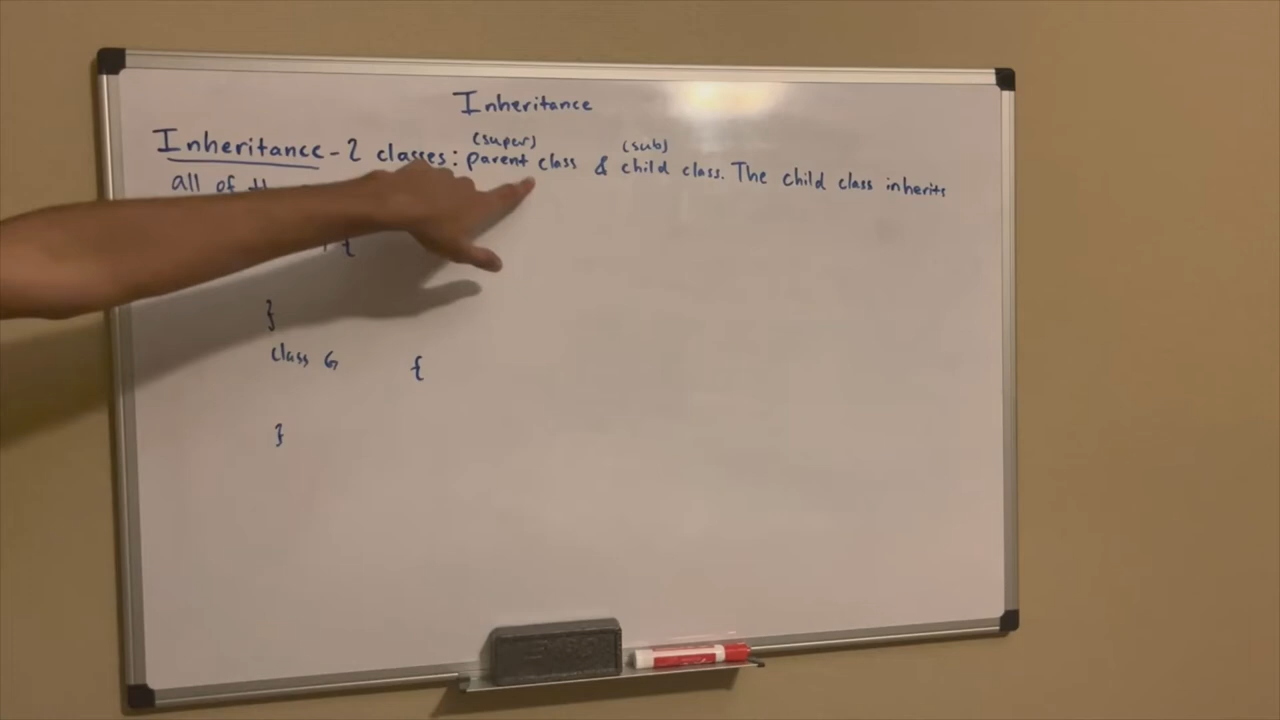 Inheritance
(super) (sub)
Inheritance - 2 classes: parent class & child class. The child class inherits
all of
{
}
class G {
}